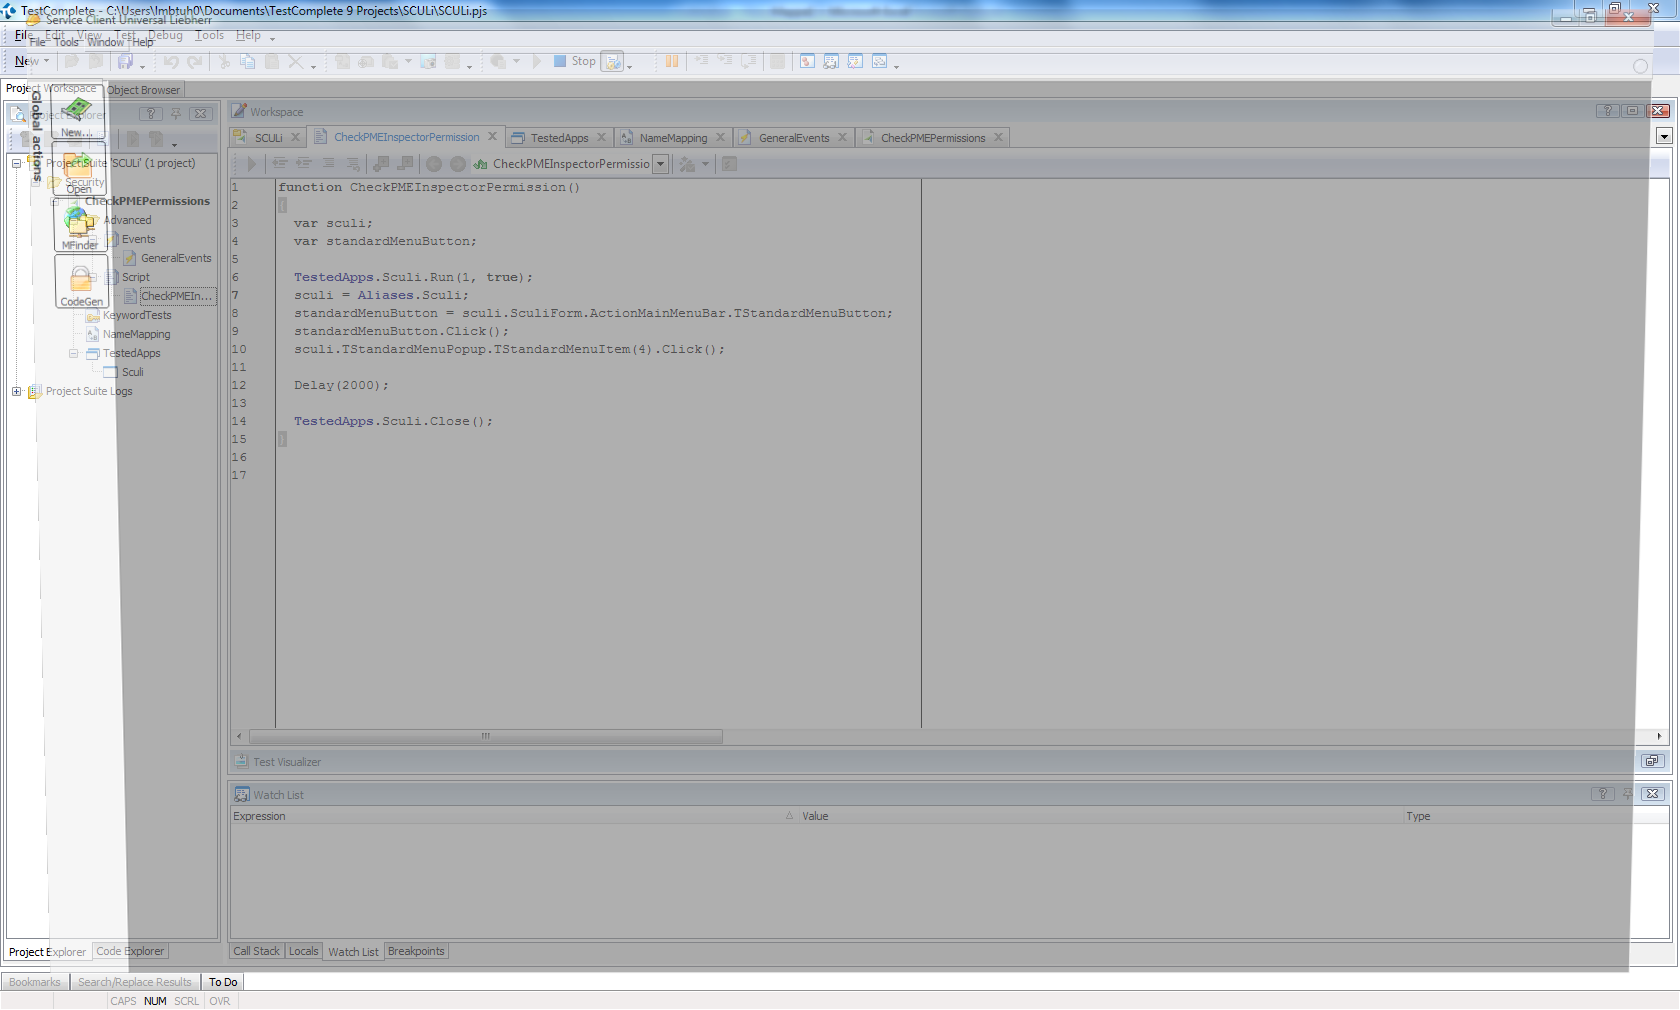 TestComplete - C:\Users\lmbtuh0\Documents\TestComplete 9 Projects\SCULi\SCULi.pjs
Service Client Universal Liebherr
File Edit View Test Debug Tools Help
File Tools Window Help
New Stop
Project Workspace Object Browser
Global actions
Project Explorer
New...
Open
MFinder
CodeGen
ProjectSuite 'SCULi' (1 project)
Security
CheckPMEPermissions
Advanced
Events
GeneralEvents
Script
CheckPMEIn...
KeywordTests
NameMapping
TestedApps
Sculi
Project Suite Logs
Workspace
SCULi CheckPMEInspectorPermission TestedApps NameMapping GeneralEvents CheckPMEPermissions
CheckPMEInspectorPermissio
1 function CheckPMEInspectorPermission()
2 {
3 var sculi;
4 var standardMenuButton;
5
6 TestedApps.Sculi.Run(1, true);
7 sculi = Aliases.Sculi;
8 standardMenuButton = sculi.SculiForm.ActionMainMenuBar.TStandardMenuButton;
9 standardMenuButton.Click();
10 sculi.TStandardMenuPopup.TStandardMenuItem(4).Click();
11
12 Delay(2000);
13
14 TestedApps.Sculi.Close();
15 }
16
17
Test Visualizer
Watch List
Expression Value Type
Project Explorer Code Explorer
Call Stack Locals Watch List Breakpoints
Bookmarks Search/Replace Results To Do
CAPS NUM SCRL OVR